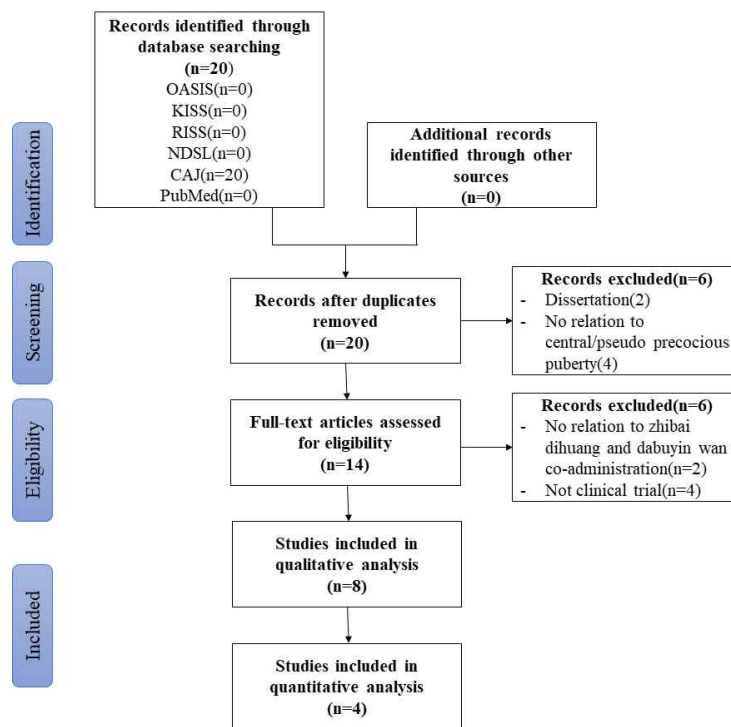 Records identified through
database searching
(n=20)
OASIS(n=0)
KISS(n=0)
RISS(n=0)
NDSL(n=0)
CAJ(n=20)
PubMed(n=0)
Additional records
identified through other
sources
(n=0)
Identification
Records after duplicates
removed
(n=20)
Records excluded(n=6)
- Dissertation(2)
- No relation to
central/pseudo precocious
puberty(4)
Screening
Full-text articles assessed
for eligibility
(n=14)
Records excluded(n=6)
- No relation to zhibai
dihuang and dabuyin wan
co-administration(n=2)
- Not clinical trial(n=4)
Eligibility
Studies included in
qualitative analysis
(n=8)
Included
Studies included in
quantitative analysis
(n=4)